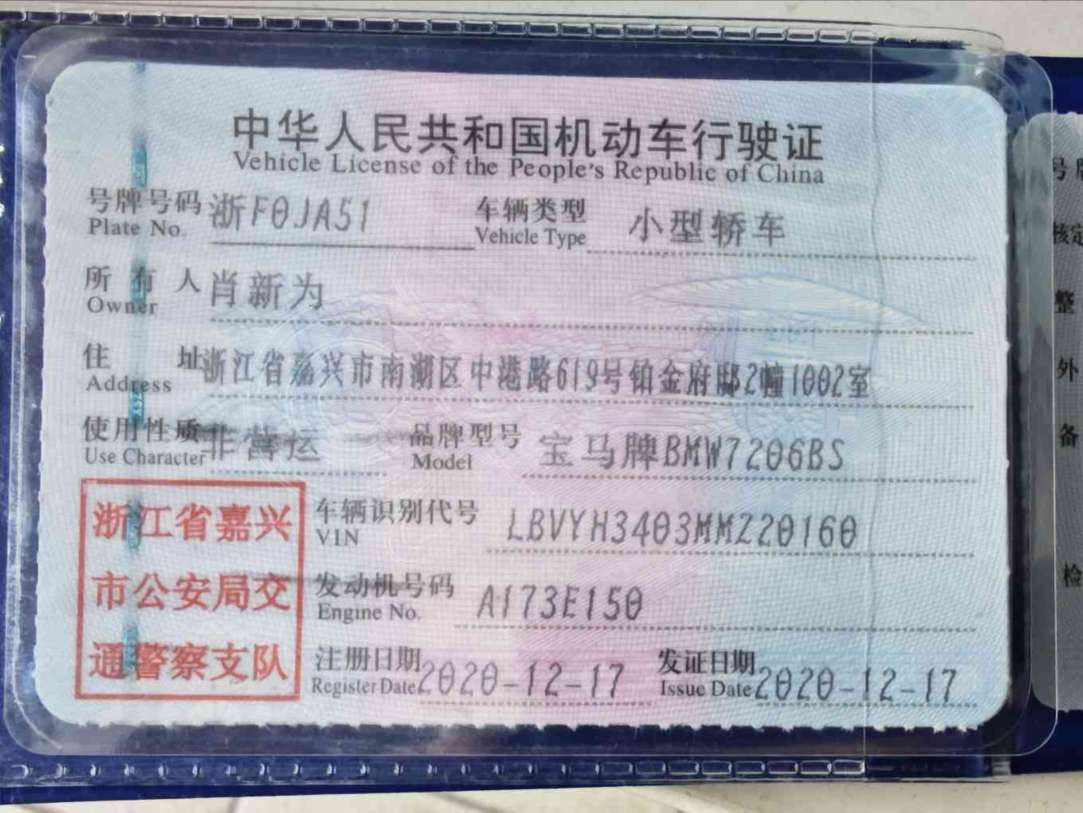 中华人民共和国机动车行驶证
Vehicle License of the People's Republic of China
号牌号码 浙F0JA51 车辆类型 小型轿车
Plate No. Vehicle Type
所有人 肖新为
Owner
住址 浙江省嘉兴市南湖区中港路619号铂金府邸2幢1002室
Address
使用性质 非营运 品牌型号 宝马牌BMW7206BS
Use Character Model
浙江省嘉兴
市公安局交
通警察支队
车辆识别代号 LBVYH3403MMZ20160
VIN
发动机号码 A173E150
Engine No.
注册日期 2020-12-17 发证日期 2020-12-17
Register Date Issue Date
号牌
核定
整
外
备
检